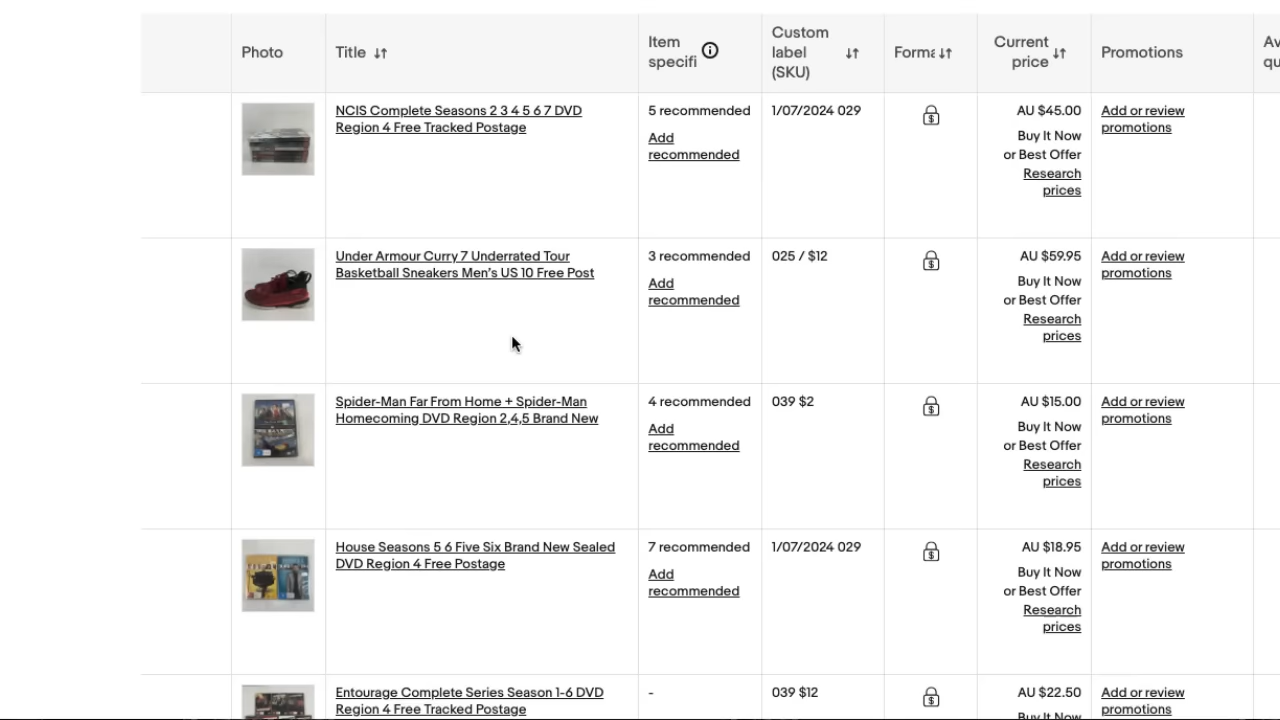 Photo
Title
Item
specifi
Custom
label
(SKU)
Forma
Current
price
Promotions
Av
qu
NCIS Complete Seasons 2 3 4 5 6 7 DVD
Region 4 Free Tracked Postage
5 recommended
Add
recommended
1/07/2024 029
AU $45.00
Buy It Now
or Best Offer
Research
prices
Add or review
promotions
Under Armour Curry 7 Underrated Tour
Basketball Sneakers Men's US 10 Free Post
3 recommended
Add
recommended
025 / $12
AU $59.95
Buy It Now
or Best Offer
Research
prices
Add or review
promotions
Spider-Man Far From Home + Spider-Man
Homecoming DVD Region 2,4,5 Brand New
4 recommended
Add
recommended
039 $2
AU $15.00
Buy It Now
or Best Offer
Research
prices
Add or review
promotions
House Seasons 5 6 Five Six Brand New Sealed
DVD Region 4 Free Postage
7 recommended
Add
recommended
1/07/2024 029
AU $18.95
Buy It Now
or Best Offer
Research
prices
Add or review
promotions
Entourage Complete Series Season 1-6 DVD
Region 4 Free Tracked Postage
-
039 $12
AU $22.50
Buy It Now
Add or review
promotions